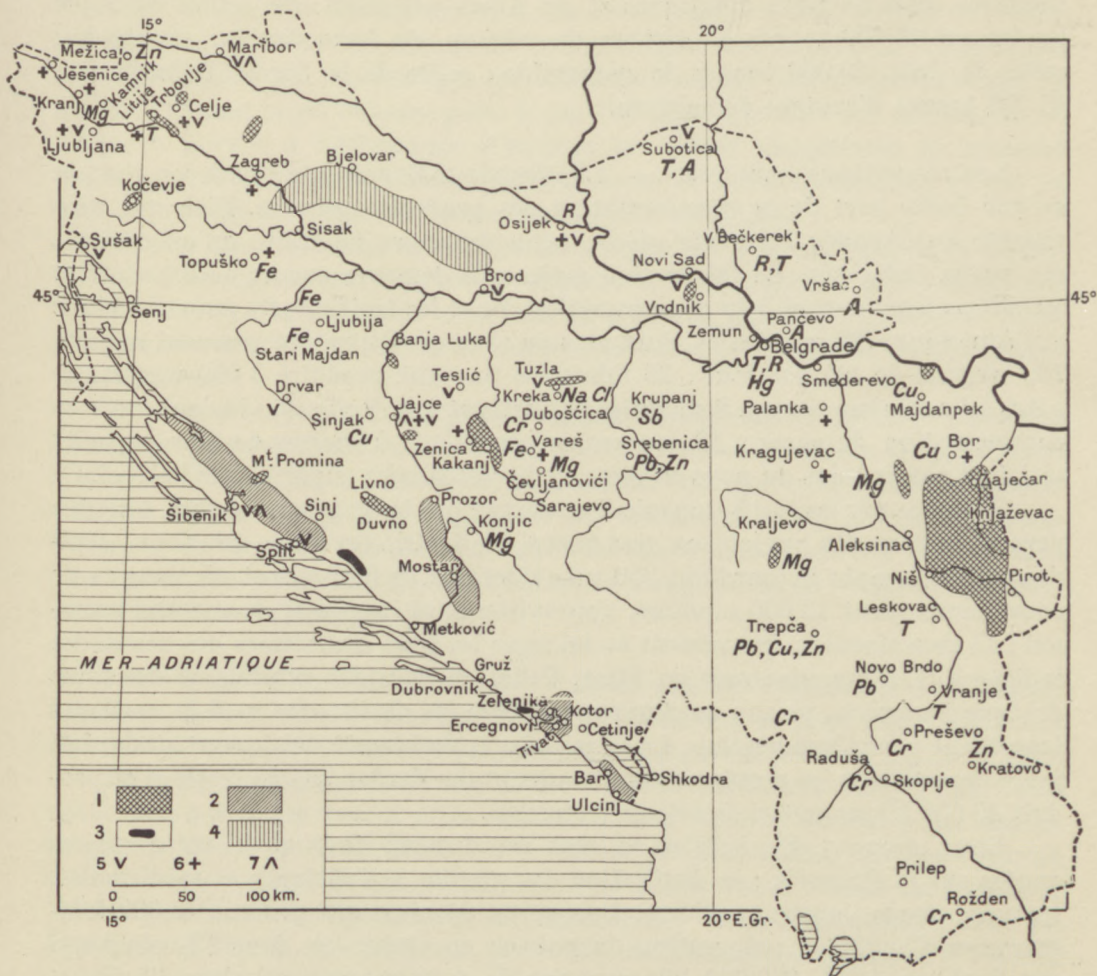 15°
20°
Mežica
Zn
Maribor
V Λ
+
Jesenice
+
Kamnik
Trbovlje
Litija
Kranj
Mg
Celje
+ V
+ V
+ T
Ljubljana
V
Subotica
T, A
Zagreb
+
Bjelovar
Kočevje
Sisak
R
Osijek
+ V
V. Bečkerek
R, T
Sušak
V
Topuško
+
Fe
Novi Sad
V
Brod
V
Vršac
A
45°
45°
Senj
Fe
Ljubija
Fe
Stari Majdan
Vrdnik
Pančevo
A
Zemun
Belgrade
T, R
Hg
Banja Luka
Drvar
V
Teslić
V
Tuzla
V
Kreka
Na Cl
Dubošćica
Cr
Krupanj
Sb
Smederevo
Cu
Majdanpek
Palanka
+
Sinjak
Cu
Jajce
Λ + V
+
Zenica
Kakanj
Fe
Vareš
+
Mg
Srebenica
Pb, Zn
Čevljanovići
Kragujevac
+
Bor
Cu
+
Mt. Promina
Livno
Prozor
Sarajevo
Mg
Zaječar
Knjaževac
Šibenik
V Λ
Sinj
Duvno
Konjic
Mg
Kraljevo
Aleksinac
Split
V
Mostar
Mg
Niš
Pirot
Leskovac
T
Metković
Trepča
Pb, Cu, Zn
MER ADRIATIQUE
Gruž
Dubrovnik
Novo Brdo
Pb
Vranje
T
Zelenika
Kotor
Ercegnovi
Tivat
Cetinje
Cr
Preševo
Cr
Zn
Kratovo
Raduša
Cr
Skoplje
Bar
Shkodra
Ulcinj
1
2
3
4
5 V
6 +
7 Λ
0
50
100 km.
Prilep
Rožden
Cr
15°
20° E. Gr.